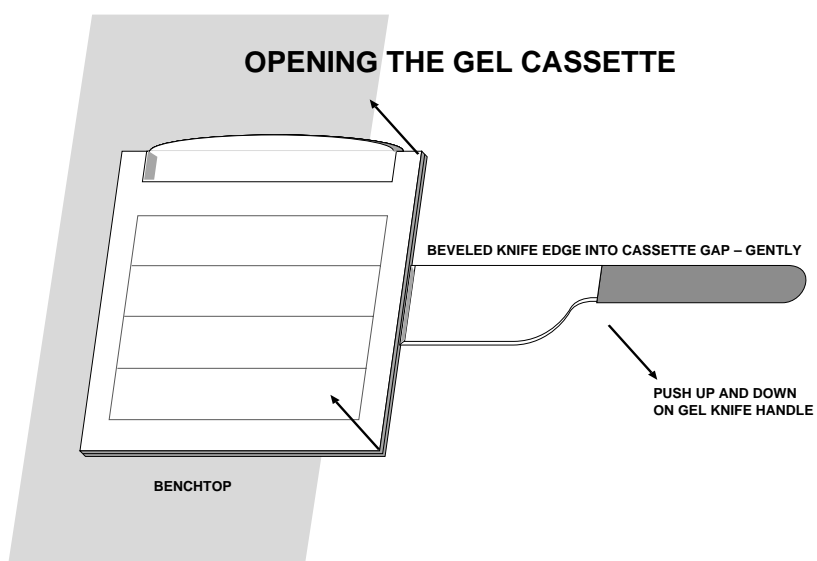 OPENING THE GEL CASSETTE
BEVELED KNIFE EDGE INTO CASSETTE GAP – GENTLY
PUSH UP AND DOWN
ON GEL KNIFE HANDLE
BENCHTOP